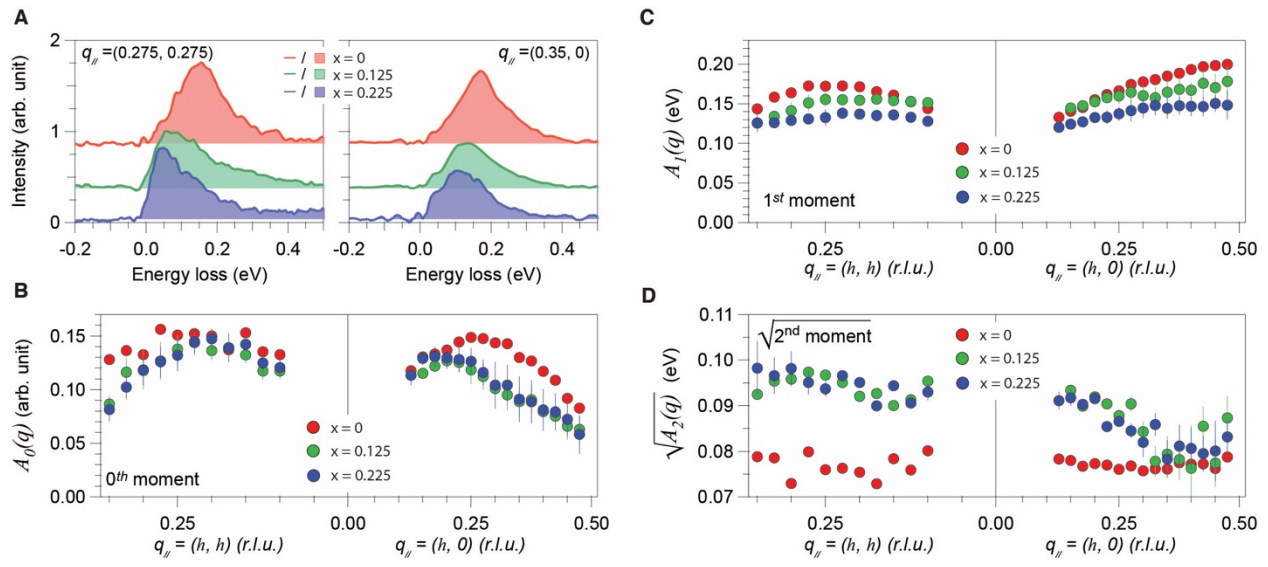 A
q// =(0.275, 0.275)
q// =(0.35, 0)
/ x = 0
/ x = 0.125
/ x = 0.225
Intensity (arb. unit)
2
1
0
-0.2 0.0 0.2 0.4
-0.2 0.0 0.2 0.4
Energy loss (eV)
Energy loss (eV)
B
A0(q) (arb. unit)
0.15
0.10
0.05
0.00
x = 0
x = 0.125
x = 0.225
0th moment
0.25 0.00 0.25 0.50
q// = (h, h) (r.l.u.)
q// = (h, 0) (r.l.u.)
C
A1(q) (eV)
0.20
0.15
0.10
0.05
0.00
x = 0
x = 0.125
x = 0.225
1st moment
0.25 0.00 0.25 0.50
q// = (h, h) (r.l.u.)
q// = (h, 0) (r.l.u.)
D
√A2(q) (eV)
0.11
0.10
0.09
0.08
0.07
√2nd moment
x = 0
x = 0.125
x = 0.225
0.25 0.00 0.25 0.50
q// = (h, h) (r.l.u.)
q// = (h, 0) (r.l.u.)